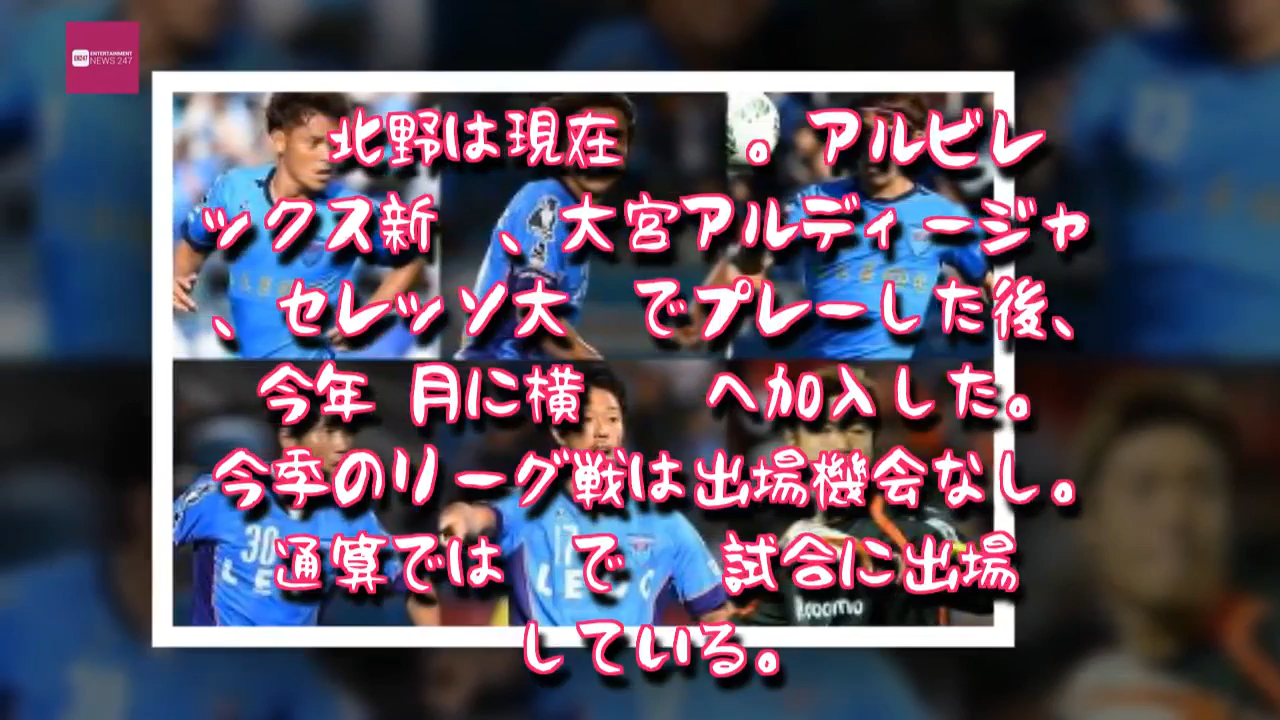 ENTERTAINMENT
NEWS 247
北野は現在　　。アルビレ
ックス新　、大宮アルディージャ
、セレッソ大　でプレーした後、
今年 月に横　　へ加入した。
今季のリーグ戦は出場機会なし。
通算では　で　試合に出場
している。
30
17